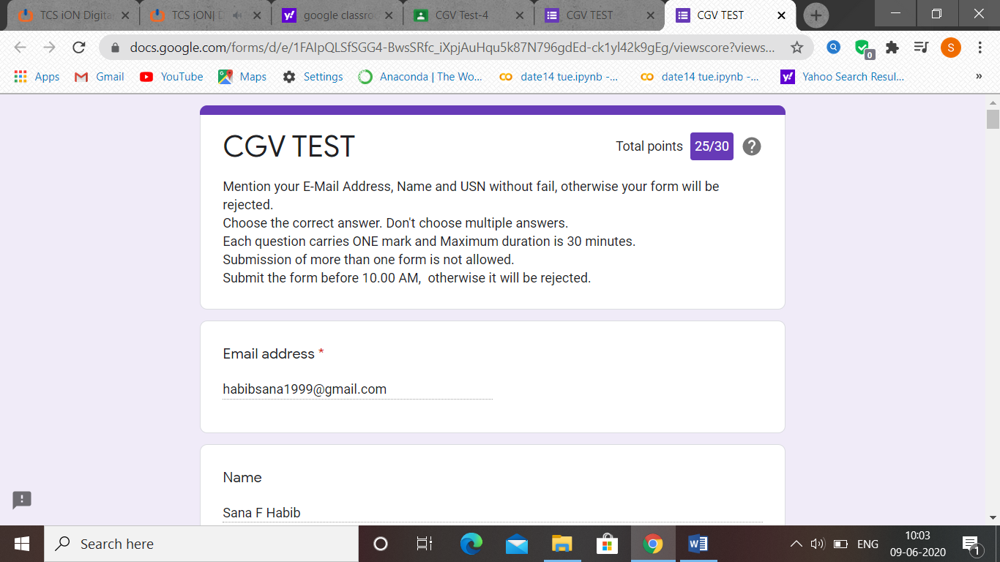 TCS iON Digita
TCS iON| D
google classro
CGV Test-4
CGV TEST
CGV TEST
docs.google.com/forms/d/e/1FAIpQLSfSGG4-BwsSRfc_iXpjAuHqu5k87N796gdEd-ck1yl42k9gEg/viewscore?views...
0
S
Apps
Gmail
YouTube
Maps
Settings
Anaconda | The Wo...
date14 tue.ipynb -...
date14 tue.ipynb -...
Yahoo Search Resul...
»
CGV TEST
Total points 25/30
Mention your E-Mail Address, Name and USN without fail, otherwise your form will be
rejected.
Choose the correct answer. Don't choose multiple answers.
Each question carries ONE mark and Maximum duration is 30 minutes.
Submission of more than one form is not allowed.
Submit the form before 10.00 AM,  otherwise it will be rejected.
Email address *
habibsana1999@gmail.com
Name
Sana F Habib
Search here
ENG
10:03
09-06-2020
1